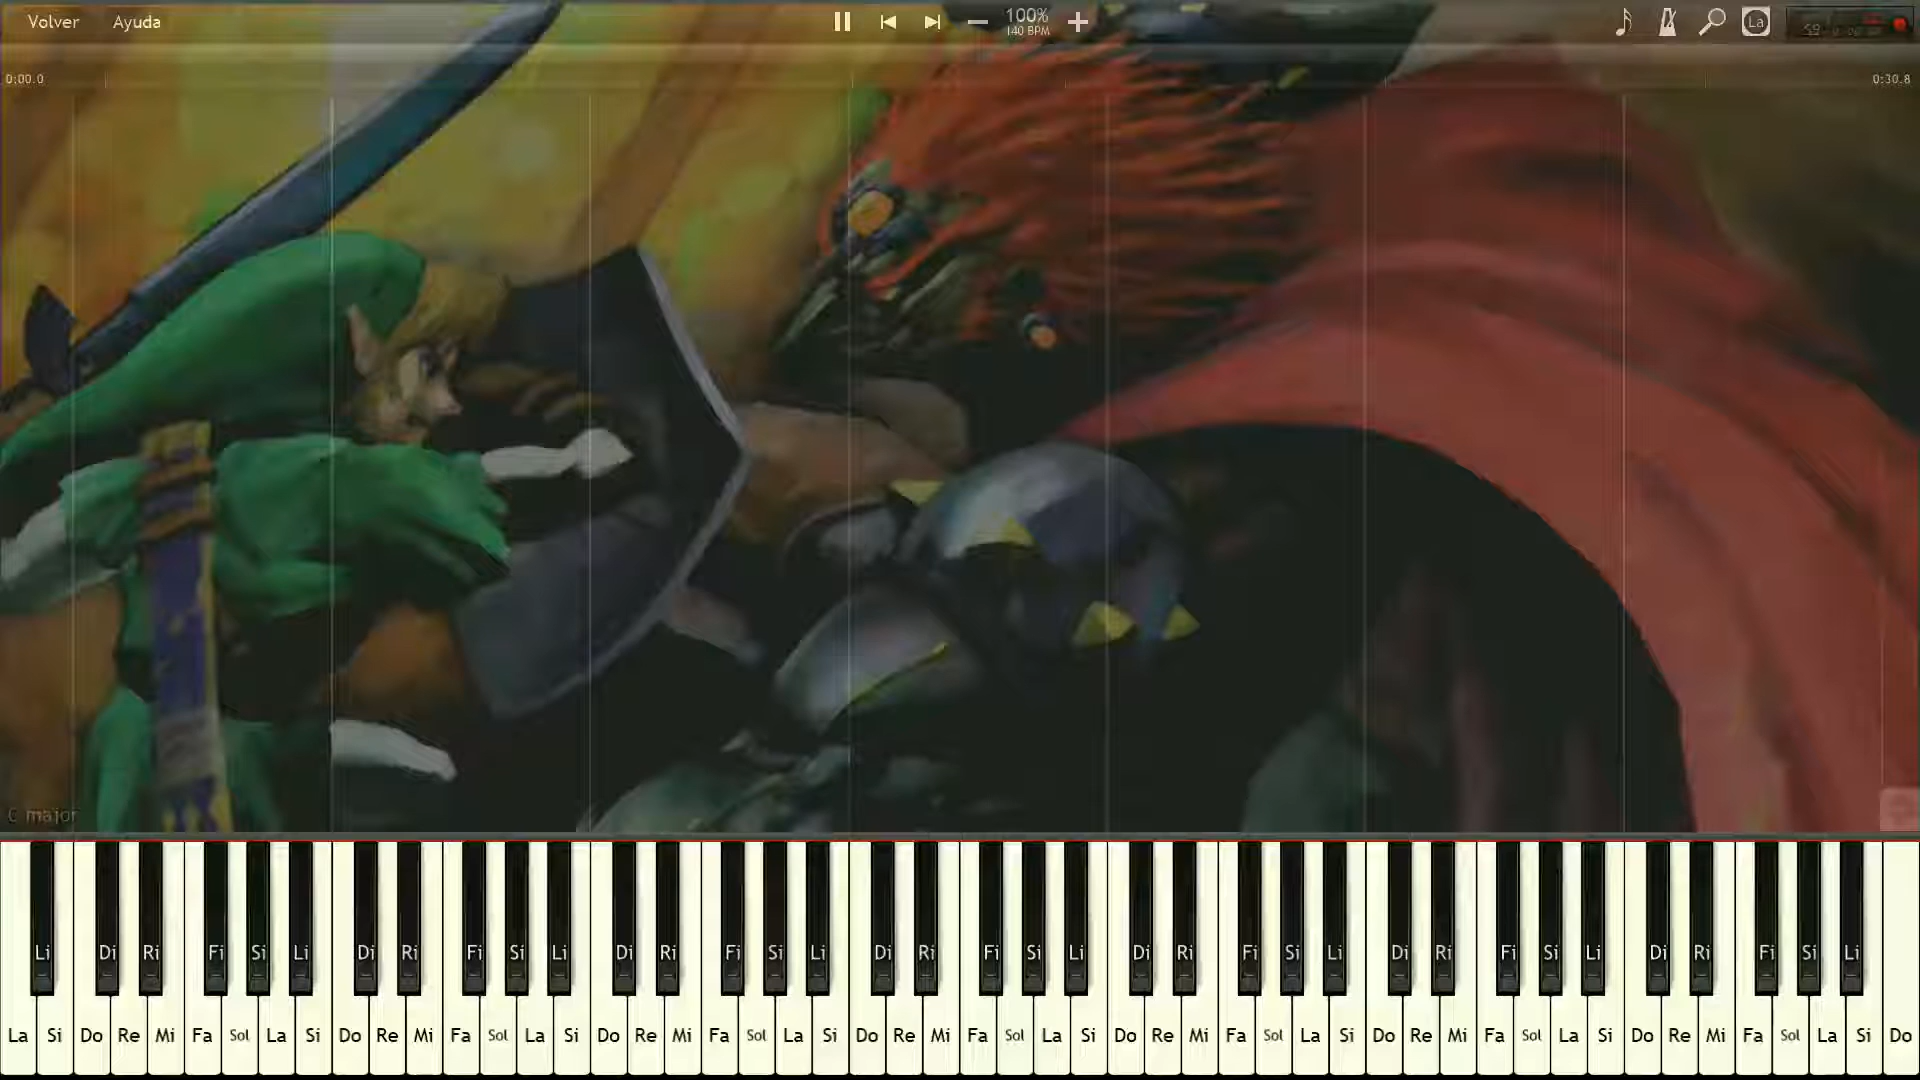 Volver Ayuda 100% La
140 BPM
0:00.0 0:30.8
C major
Li Di Ri Fi Si Li Di Ri Fi Si Li Di Ri Fi Si Li Di Ri Fi Si Li Di Ri Fi Si Li Di Ri Fi Si Li Di Ri Fi Si Li
La Si Do Re Mi Fa Sol La Si Do Re Mi Fa Sol La Si Do Re Mi Fa Sol La Si Do Re Mi Fa Sol La Si Do Re Mi Fa Sol La Si Do Re Mi Fa Sol La Si Do Re Mi Fa Sol La Si Do